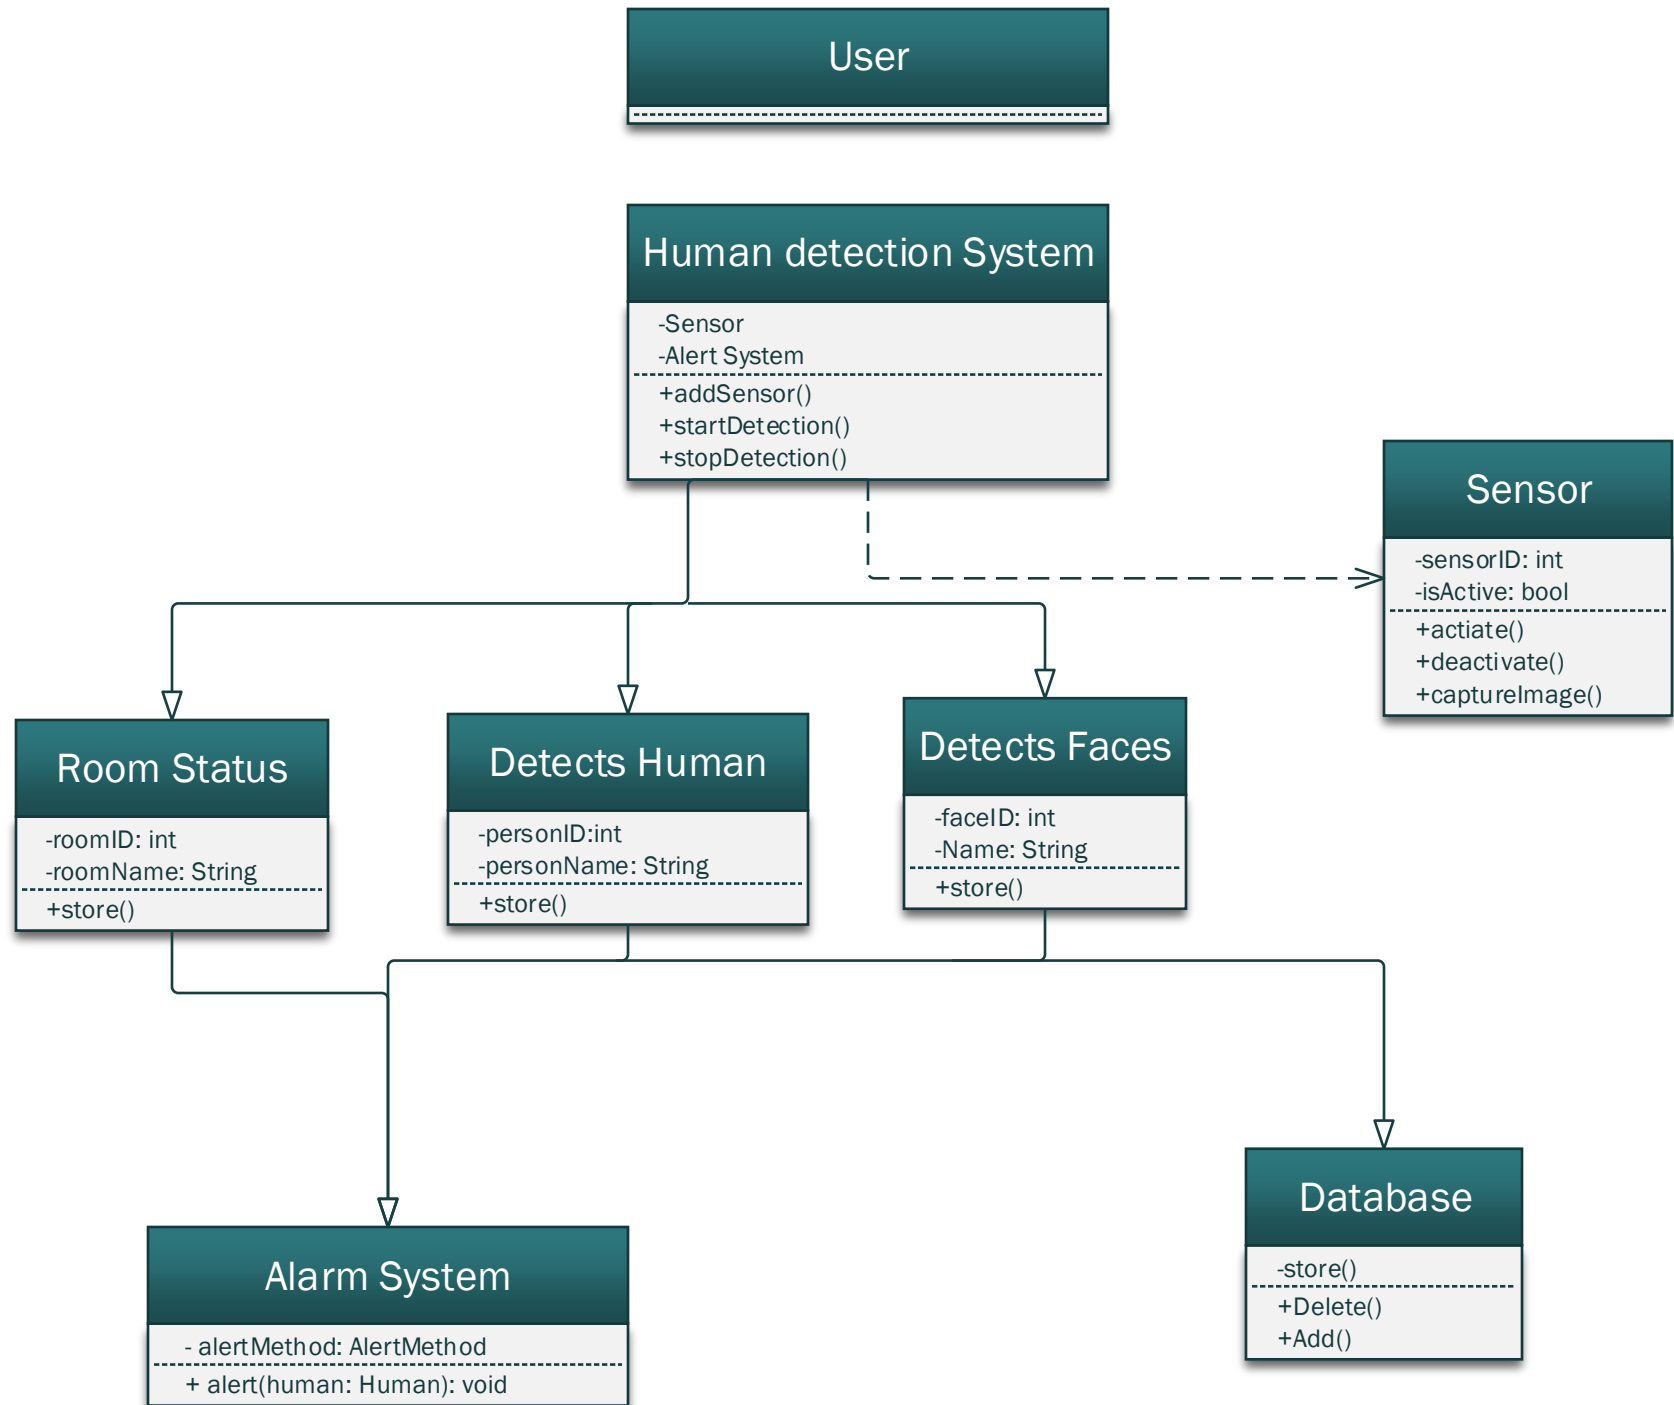 User
Human detection System
-Sensor
-Alert System
+addSensor()
+startDetection()
+stopDetection()
Sensor
-sensorID: int
-isActive: bool
+actiate()
+deactivate()
+captureImage()
Room Status
-roomID: int
-roomName: String
+store()
Detects Human
-personID:int
-personName: String
+store()
Detects Faces
-faceID: int
-Name: String
+store()
Alarm System
- alertMethod: AlertMethod
+ alert(human: Human): void
Database
-store()
+Delete()
+Add()